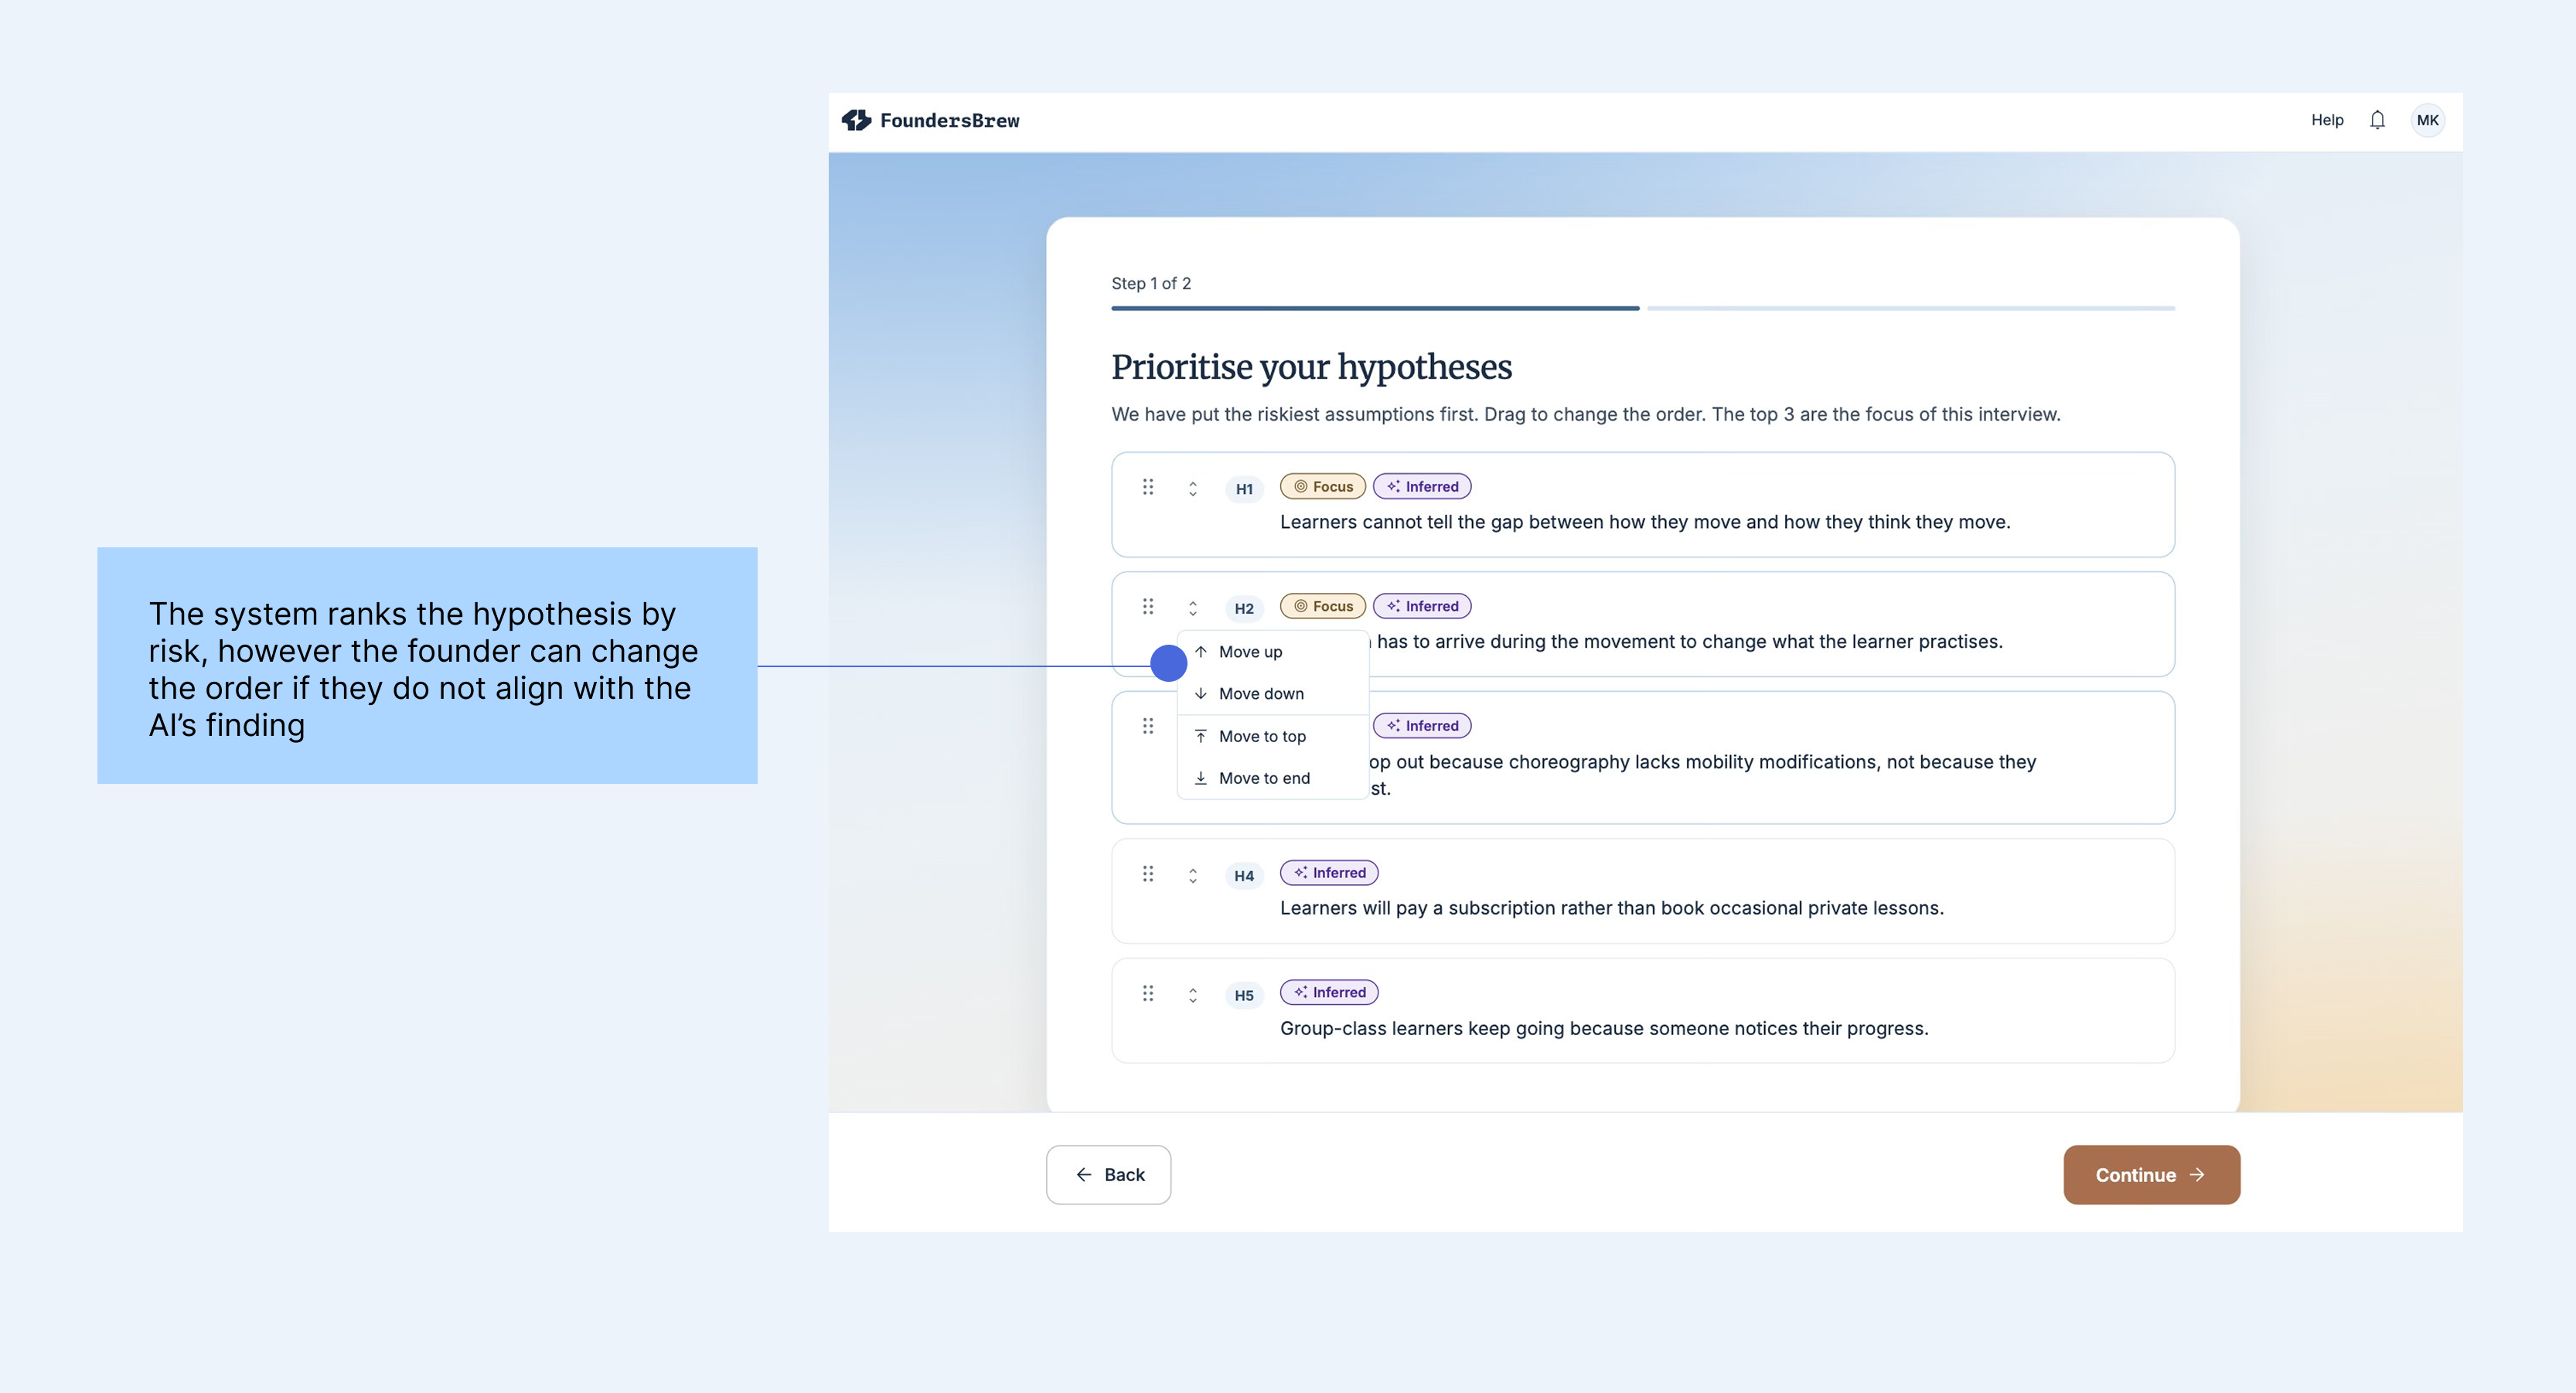 FoundersBrew
Help
MK
Step 1 of 2
Prioritise your hypotheses
We have put the riskiest assumptions first. Drag to change the order. The top 3 are the focus of this interview.
H1
Focus
Inferred
Learners cannot tell the gap between how they move and how they think they move.
The system ranks the hypothesis by
risk, however the founder can change
the order if they do not align with the
AI’s finding
H2
Focus
Inferred
has to arrive during the movement to change what the learner practises.
Move up
Move down
Move to top
Move to end
Inferred
out because choreography lacks mobility modifications, not because they
H4
Inferred
Learners will pay a subscription rather than book occasional private lessons.
H5
Inferred
Group-class learners keep going because someone notices their progress.
Back
Continue